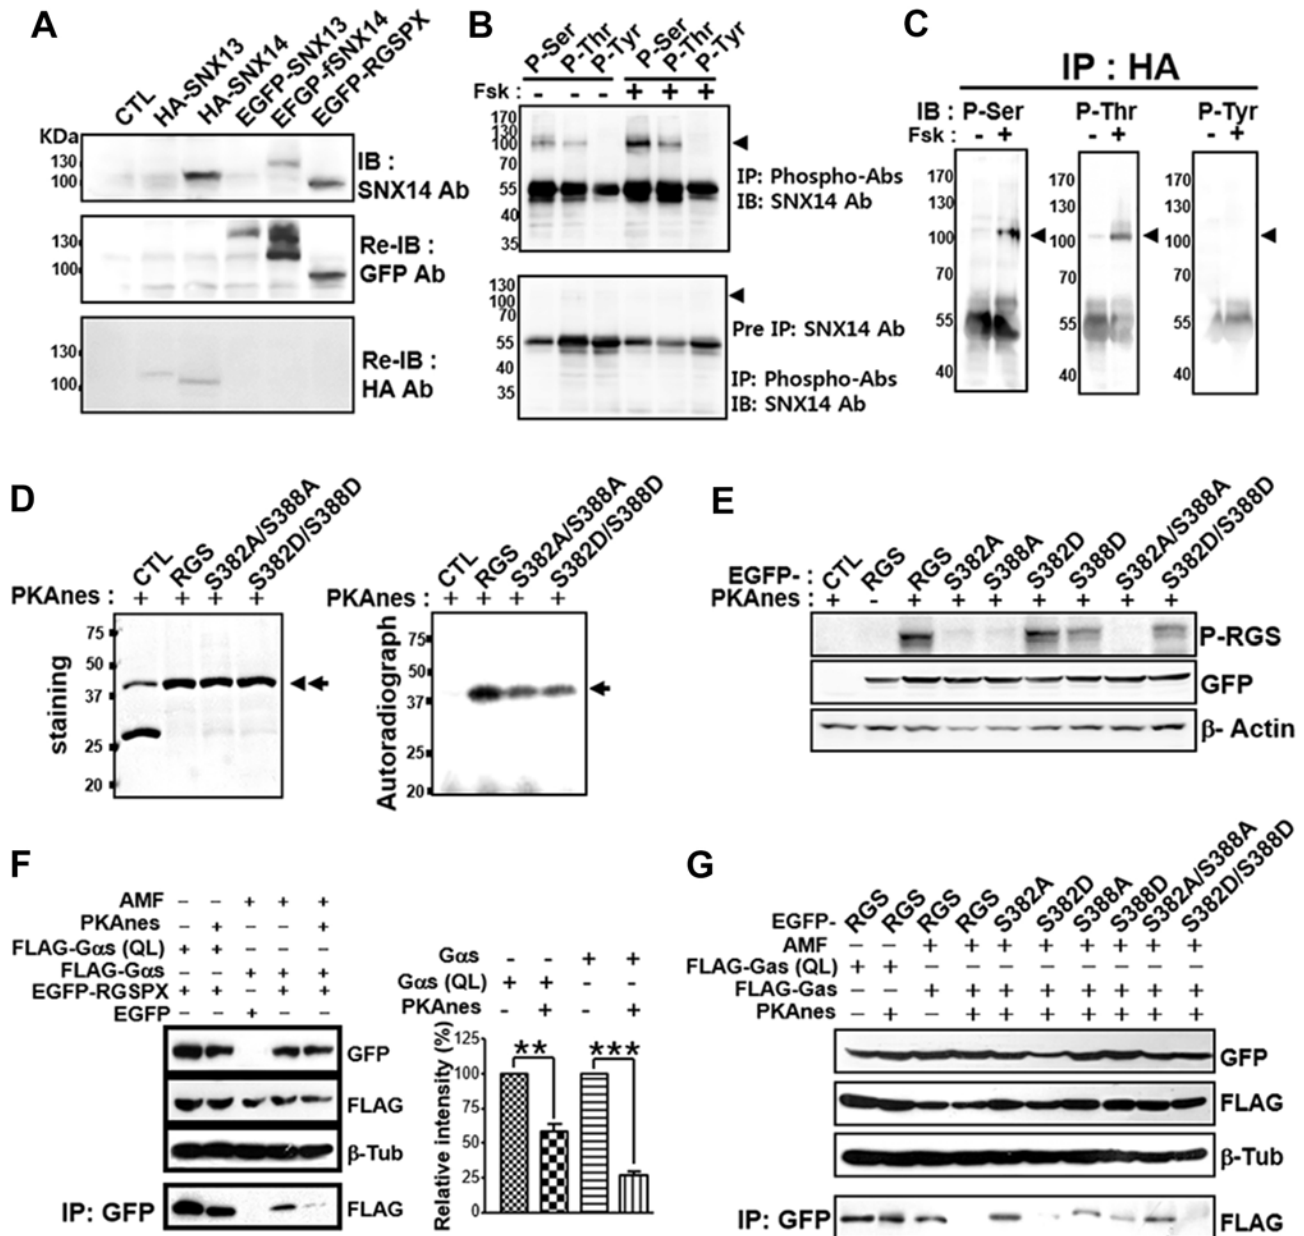 A
CTL
HA-SNX13
HA-SNX14
EGFP-SNX13
EFGP-fSNX14
EGFP-RGSPX
KDa
130
100
IB :
SNX14 Ab
130
100
Re-IB :
GFP Ab
130
100
Re-IB :
HA Ab
B
P-Ser P-Thr P-Tyr P-Ser P-Thr P-Tyr
Fsk : - - - + + +
170
130
100
70
55
40
35
IP: Phospho-Abs
IB: SNX14 Ab
130
100
70
55
40
35
Pre IP: SNX14 Ab
IP: Phospho-Abs
IB: SNX14 Ab
C
IP : HA
IB : P-Ser P-Thr P-Tyr
Fsk : - + - + - +
170 170 170
130 130 130
100 100 100
70 70 70
55 55 55
40 40 40
D
CTL
RGS
S382A/S388A
S382D/S388D
PKAnes : + + + +
75
50
37
25
20
staining
CTL
RGS
S382A/S388A
S382D/S388D
PKAnes : + + + +
75
50
37
25
20
Autoradiograph
E
EGFP- : CTL RGS RGS S382A S388A S382D S388D S382A/S388A S382D/S388D
PKAnes : + - + + + + + + +
P-RGS
GFP
β- Actin
F
AMF - - + + +
PKAnes - + - - +
FLAG-Gαs (QL) + + - - -
FLAG-Gαs - - + + +
EGFP-RGSPX + + - + +
EGFP - - + - -
GFP
FLAG
β-Tub
IP: GFP FLAG
Gαs - - + +
Gαs (QL) + + - -
PKAnes - + - +
Relative intensity (%)
125
100
75
50
25
0
** ***
G
EGFP- RGS RGS RGS RGS S382A S382D S388A S388D S382A/S388A S382D/S388D
AMF - - + + + + + + + +
FLAG-Gas (QL) + + - - - - - - - -
FLAG-Gas - - + + + + + + + +
PKAnes - + - + + + + + + +
GFP
FLAG
β-Tub
IP: GFP FLAG